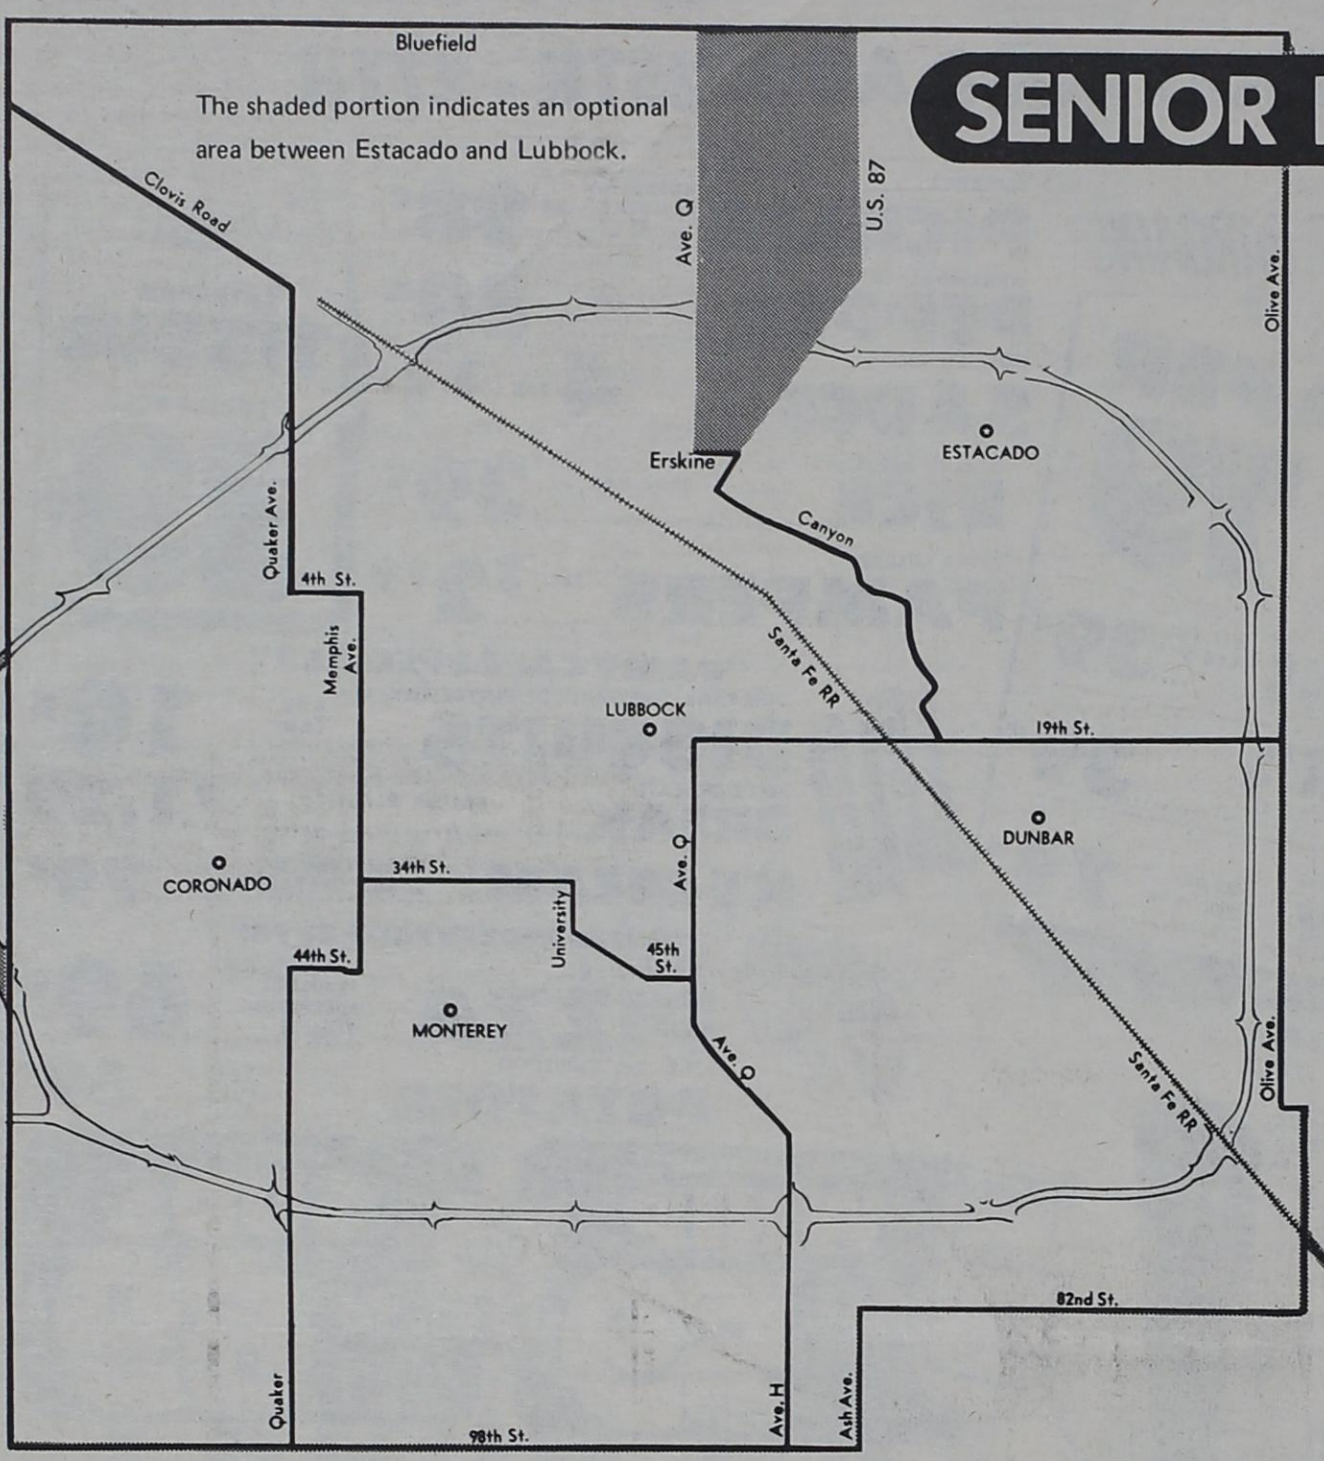 Bluefield
SENIOR
The shaded portion indicates an optional
area between Estacado and Lubbock.
Clovis Road
Ave. Q
U.S. 87
Olive Ave.
ESTACADO
Erskine
Canyon
Quaker Ave.
4th St.
Memphis
Ave.
Santa Fe RR
LUBBOCK
19th St.
DUNBAR
Ave. Q
CORONADO
34th St.
University
45th
St.
44th St.
MONTEREY
Ave. Q
Olive Ave.
Santa Fe RR
82nd St.
Quaker
Ave. H
Ash Ave.
98th St.